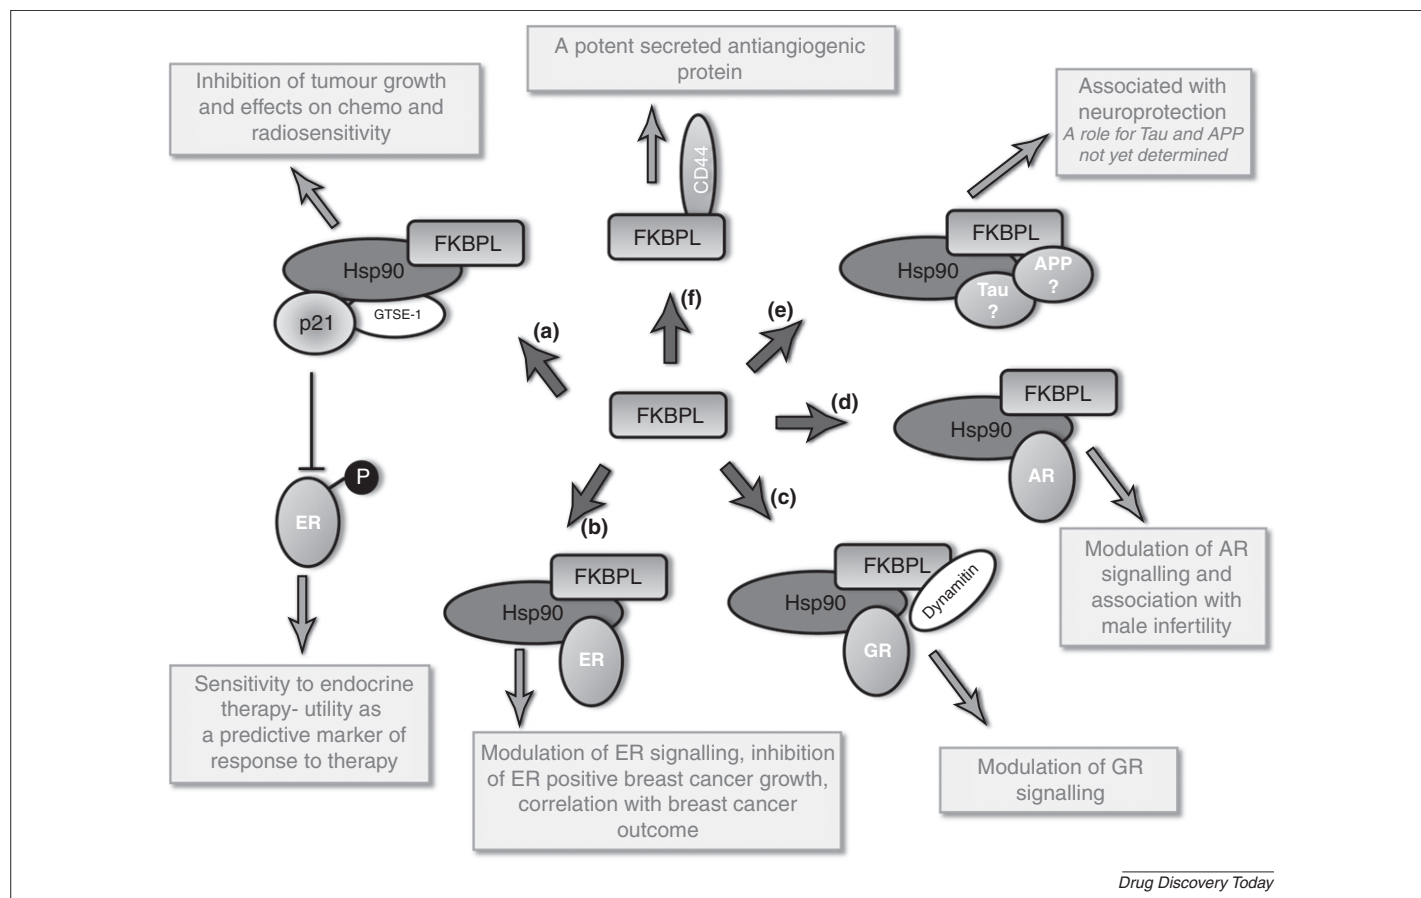 A potent secreted antiangiogenic
protein
Inhibition of tumour growth
and effects on chemo and
radiosensitivity
Associated with
neuroprotection
A role for Tau and APP
not yet determined
CD44
FKBPL
FKBPL
Hsp90
p21
GTSE-1
FKBPL
Hsp90
APP
?
Tau
?
(a)
(f)
(e)
FKBPL
(d)
FKBPL
Hsp90
AR
P
ER
(b)
(c)
FKBPL
Hsp90
ER
FKBPL
Hsp90
Dynamitin
GR
Modulation of AR
signalling and
association with
male infertility
Sensitivity to endocrine
therapy- utility as
a predictive marker of
response to therapy
Modulation of ER signalling, inhibition
of ER positive breast cancer growth,
correlation with breast cancer
outcome
Modulation of GR
signalling
Drug Discovery Today